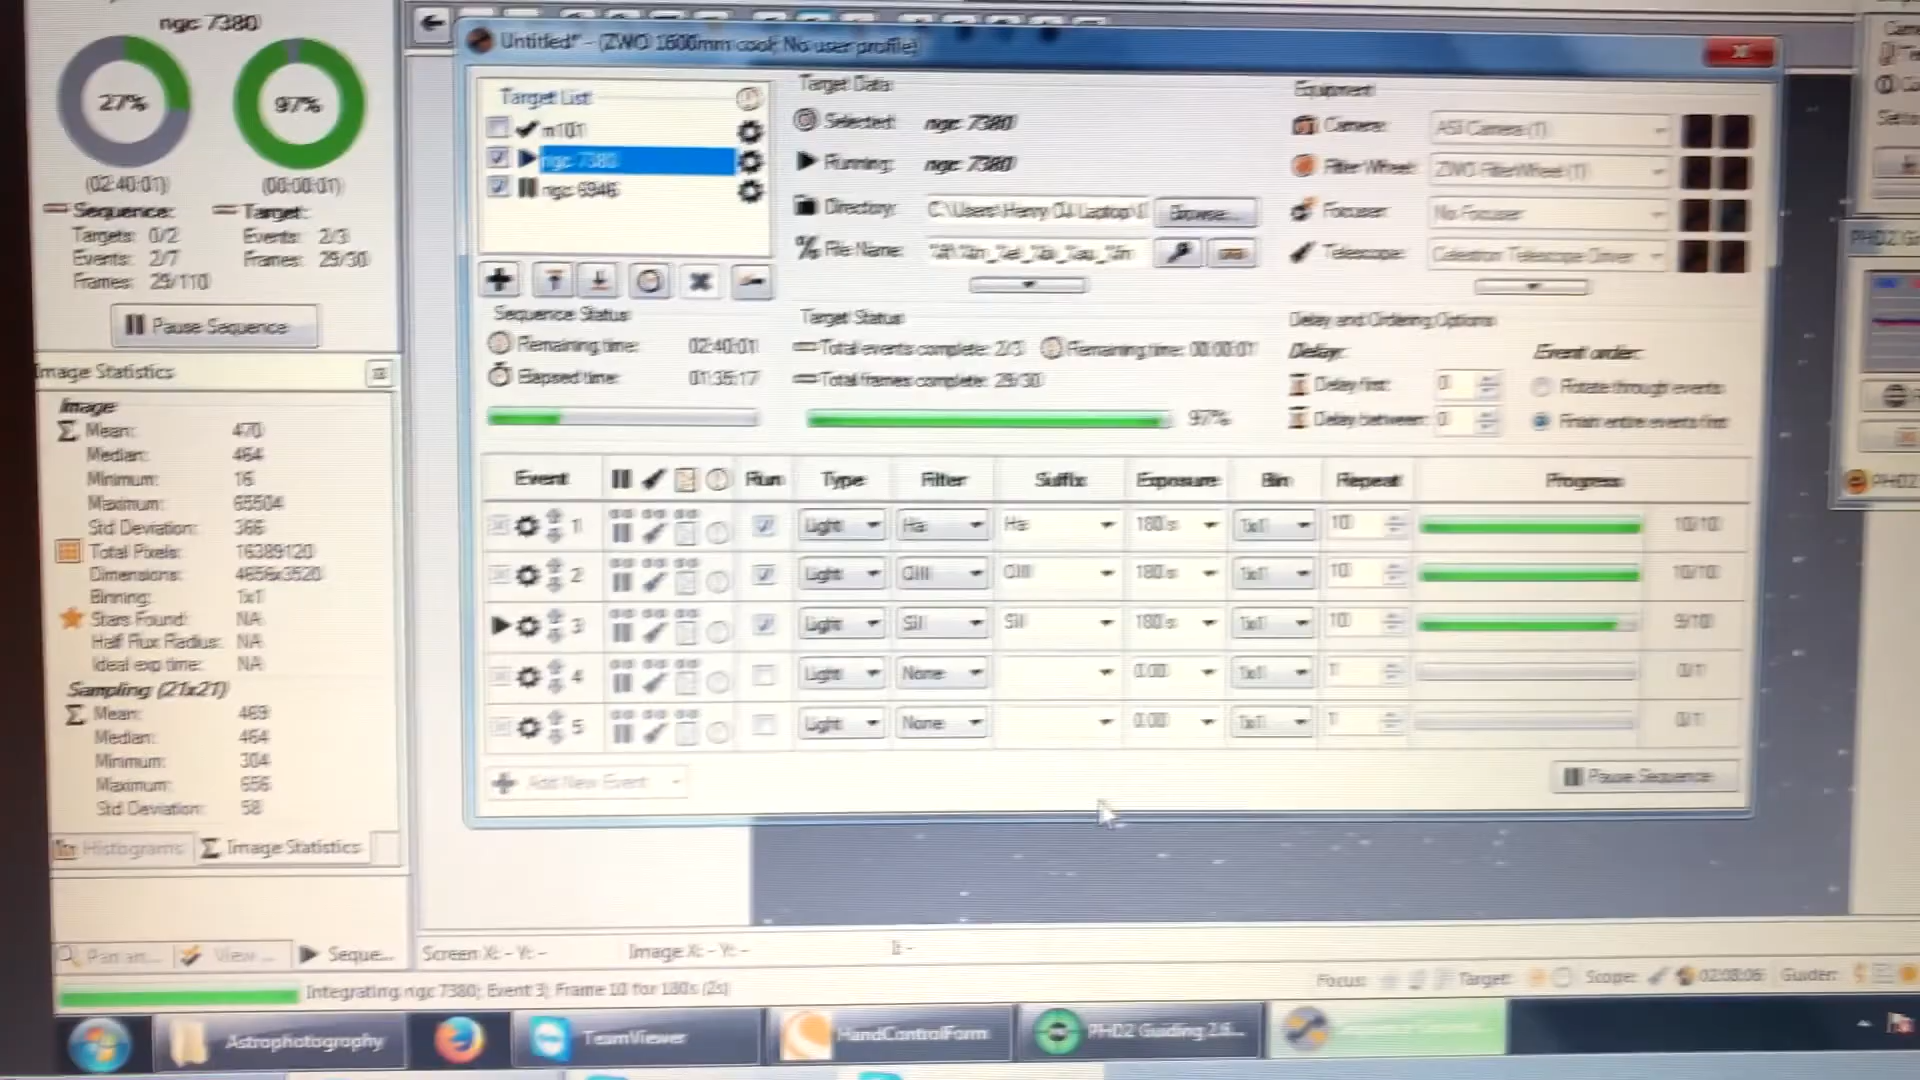 ngc 7380
27%
97%
(02:40:01)
(00:00:01)
Sequence:
Target:
Targets: 0/2
Events: 2/3
Events: 2/7
Frames: 29/30
Frames: 29/110
Pause Sequence
Image Statistics
Image
Mean: 470
Median: 464
Minimum: 16
Maximum: 65504
Std Deviation: 366
Total Pixels: 16389120
Dimensions: 4656x3520
Binning: 1x1
Stars Found: NA
Half Flux Radius: NA
Ideal exp time: NA
Sampling (21x21)
Mean: 469
Median: 464
Minimum: 304
Maximum: 656
Std Deviation: 58
Histograms
Image Statistics
View ...
Seque...
Untitled* - (ZWO 1600mm cool; No user profile)
Target List
m101
ngc 7380
ngc 6946
Target Data
Selected: ngc 7380
Running: ngc 7380
Directory: C:\Users\Henry
Browse...
File Name:
Equipment
Camera: ASI Camera (1)
Filter Wheel: ZWO FilterWheel (1)
Focuser: No Focuser
Telescope: Celestron Telescope Driver
Sequence Status
Remaining time: 02:40:01
Elapsed time: 01:35:17
Target Status
Total events complete: 2/3
Remaining time: 00:00:01
Total frames complete: 29/30
97%
Delay and Ordering Options
Delay:
Event order:
Delay first: 0
Rotate through events
Delay between: 0
Finish entire events first
Event Run Type Filter Suffix Exposure Bin Repeat Progress
1 Light Ha Ha 180s 1x1 10 10/10
2 Light OIII OIII 180s 1x1 10 10/10
3 Light SII SII 180s 1x1 10 9/10
4 Light None 0.00 1x1 1 0/1
5 Light None 0.00 1x1 1 0/1
Add New Event
Pause Sequence
Screen X: - Y: -
Image X: - Y: -
I: -
Integrating ngc 7380; Event 3; Frame 10 for 180s (2s)
Focus:
Target:
Scope:
02:08:06
Guider:
Astrophotography
TeamViewer
HandControlForm
PHD2 Guiding 2.6...